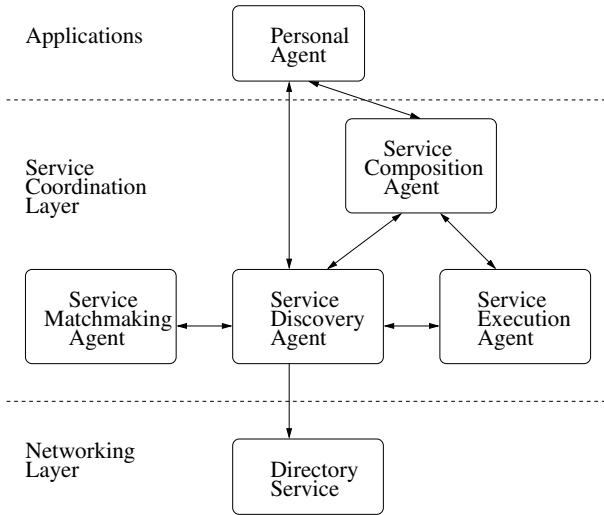 Applications
Personal
Agent
Service
Coordination
Layer
Service
Composition
Agent
Service
Matchmaking
Agent
Service
Discovery
Agent
Service
Execution
Agent
Networking
Layer
Directory
Service